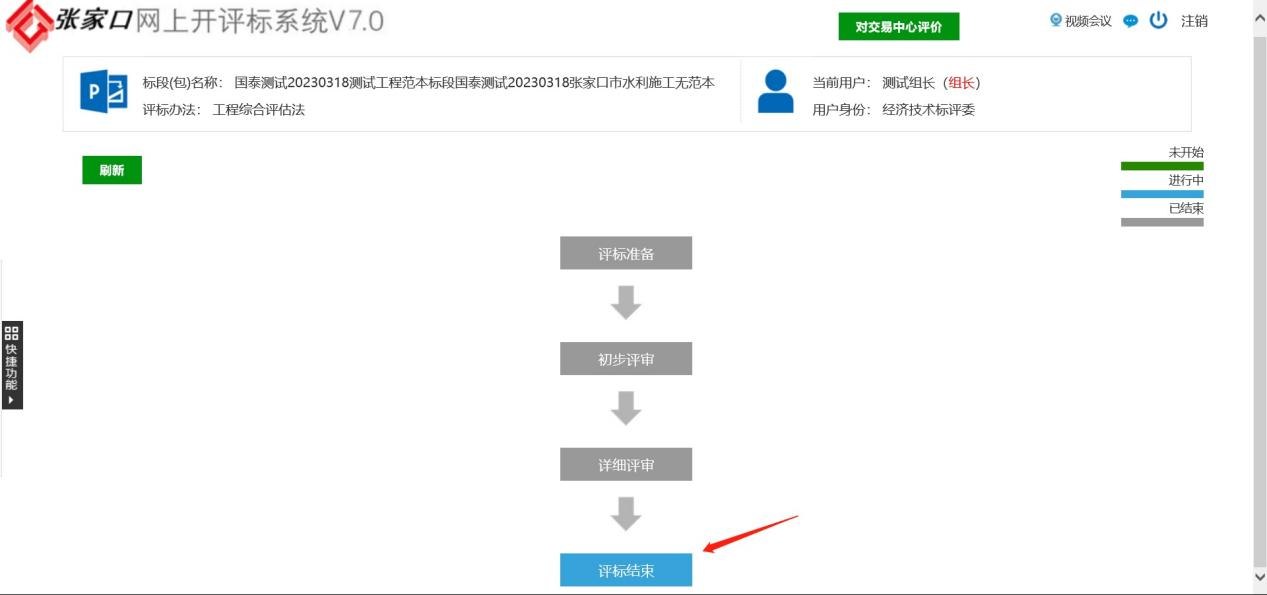 张家口网上开评标系统V7.0
对交易中心评价
视频会议
注销
标段(包)名称： 国泰测试20230318测试工程范本标段国泰测试20230318张家口市水利施工无范本
评标办法： 工程综合评估法
当前用户： 测试组长（组长）
用户身份： 经济技术标评委
刷新
未开始
进行中
已结束
评标准备
初步评审
快捷功能
详细评审
评标结束